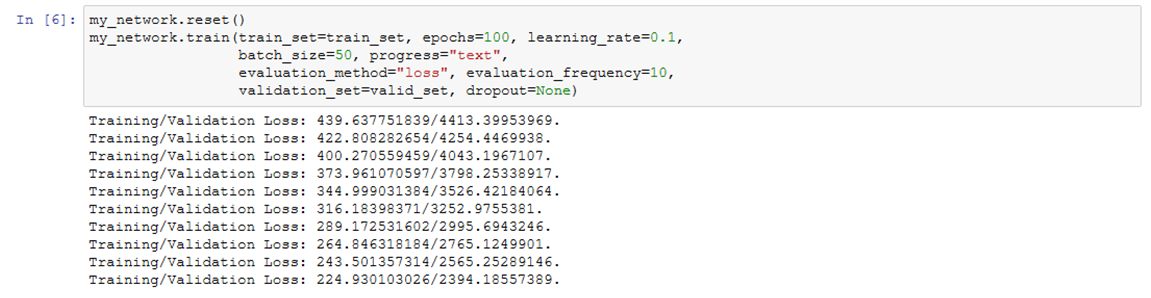 In [6]: my_network.reset()
my_network.train(train_set=train_set, epochs=100, learning_rate=0.1,
batch_size=50, progress="text",
evaluation_method="loss", evaluation_frequency=10,
validation_set=valid_set, dropout=None)
Training/Validation Loss: 439.637751839/4413.39953969.
Training/Validation Loss: 422.808282654/4254.4469938.
Training/Validation Loss: 400.270559459/4043.1967107.
Training/Validation Loss: 373.961070597/3798.25338917.
Training/Validation Loss: 344.999031384/3526.42184064.
Training/Validation Loss: 316.18398371/3252.9755381.
Training/Validation Loss: 289.172531602/2995.6943246.
Training/Validation Loss: 264.846318184/2765.1249901.
Training/Validation Loss: 243.501357314/2565.25289146.
Training/Validation Loss: 224.930103026/2394.18557389.